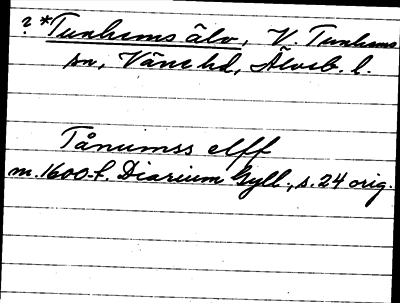 ? *Tunhems älv, V. Tunhems
sn, Väne hd, Älvsb. l.
Tånumss elff
m. 1600-t. Diarium Gyll., s. 24 orig.